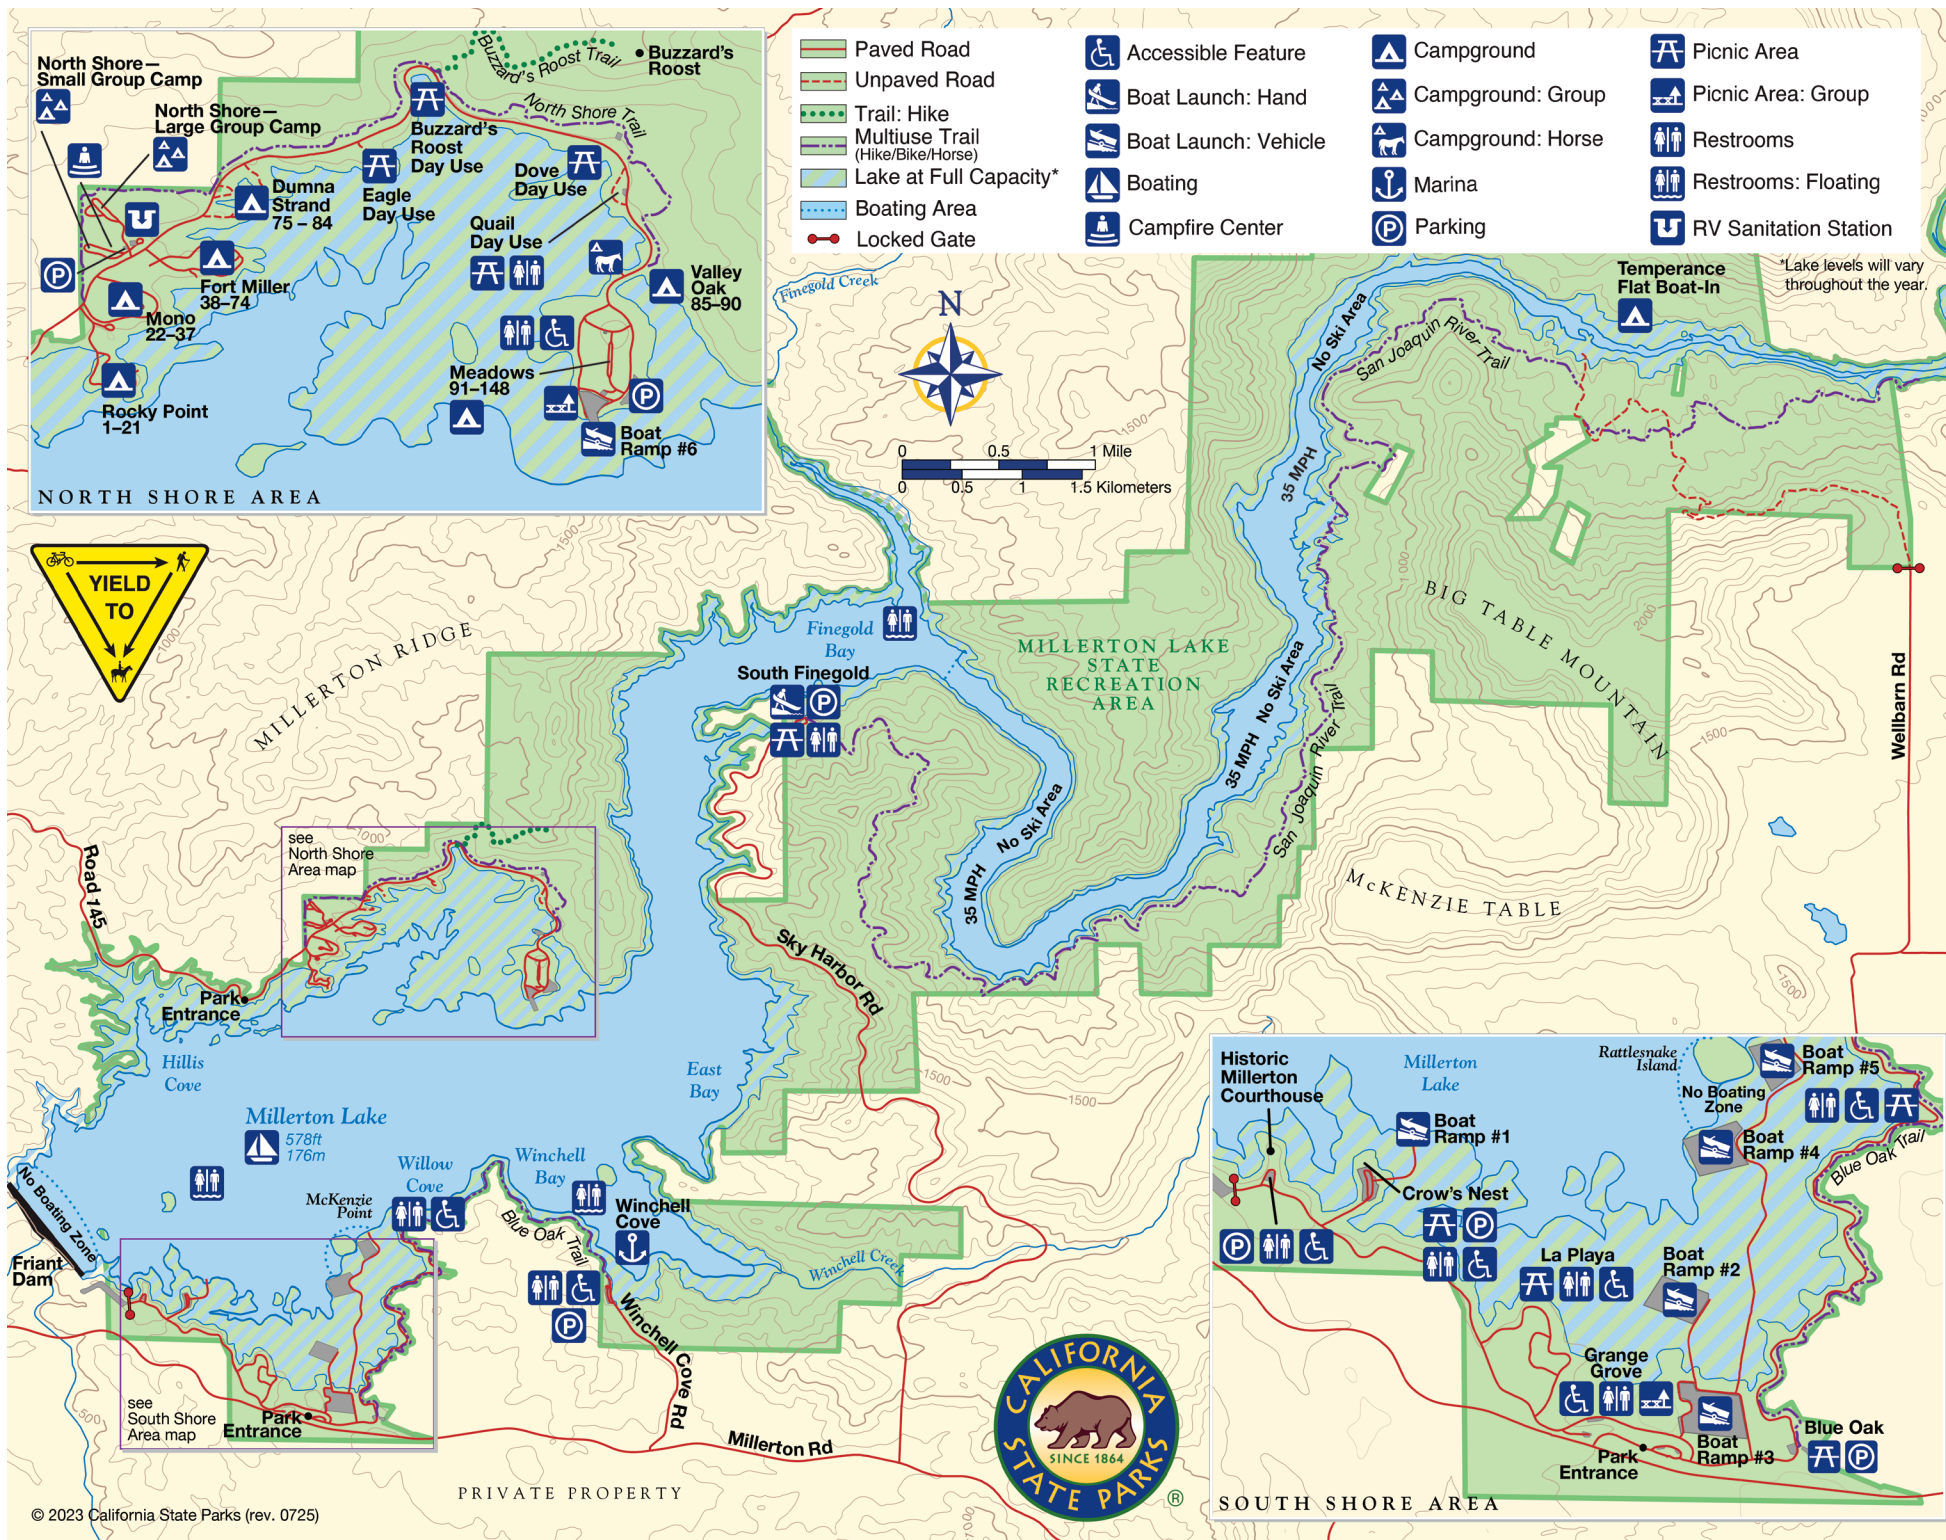 North Shore—
Small Group Camp
North Shore—
Large Group Camp
Buzzard's Roost Trail
Buzzard's
Roost
North Shore Trail
Buzzard's
Roost
Day Use
Eagle
Day Use
Dove
Day Use
Dumna
Strand
75 – 84
Quail
Day Use
Fort Miller
38–74
Mono
22–37
Valley
Oak
85–90
Meadows
91–148
Rocky Point
1–21
Boat
Ramp #6
NORTH SHORE AREA
Paved Road
Unpaved Road
Trail: Hike
Multiuse Trail
(Hike/Bike/Horse)
Lake at Full Capacity*
Boating Area
Locked Gate
Accessible Feature
Boat Launch: Hand
Boat Launch: Vehicle
Boating
Campfire Center
Campground
Campground: Group
Campground: Horse
Marina
Parking
Picnic Area
Picnic Area: Group
Restrooms
Restrooms: Floating
RV Sanitation Station
*Lake levels will vary
throughout the year.
Finegold Creek
N
0 0.5 1 Mile
0 0.5 1 1.5 Kilometers
1500
Temperance
Flat Boat-In
No Ski Area
San Joaquin River Trail
35 MPH
1000
BIG TABLE MOUNTAIN
2000
1500
Wellbarn Rd
YIELD
TO
1500
1000
MILLERTON RIDGE
Finegold
Bay
South Finegold
MILLERTON LAKE
STATE
RECREATION
AREA
No Ski Area
35 MPH
San Joaquin River Trail
No Ski Area
35 MPH
McKENZIE TABLE
1500
see
North Shore
Area map
1000
Road 145
Park
Entrance
Sky Harbor Rd
Hillis
Cove
East
Bay
1500
1500
Millerton Lake
578ft
176m
No Boating Zone
Friant
Dam
McKenzie
Point
Willow
Cove
Winchell
Bay
Blue Oak Trail
Winchell
Cove
Winchell Creek
Winchell Cove Rd
Millerton Rd
see
South Shore
Area map
500
Park
Entrance
PRIVATE PROPERTY
1000
CALIFORNIA
STATE PARKS
SINCE 1864
®
Historic
Millerton
Courthouse
Millerton
Lake
Rattlesnake
Island
No Boating
Zone
Boat
Ramp #5
Boat
Ramp #1
Boat
Ramp #4
Blue Oak Trail
Crow's Nest
La Playa
Boat
Ramp #2
Grange
Grove
Boat
Ramp #3
Blue Oak
Park
Entrance
SOUTH SHORE AREA
© 2023 California State Parks (rev. 0725)